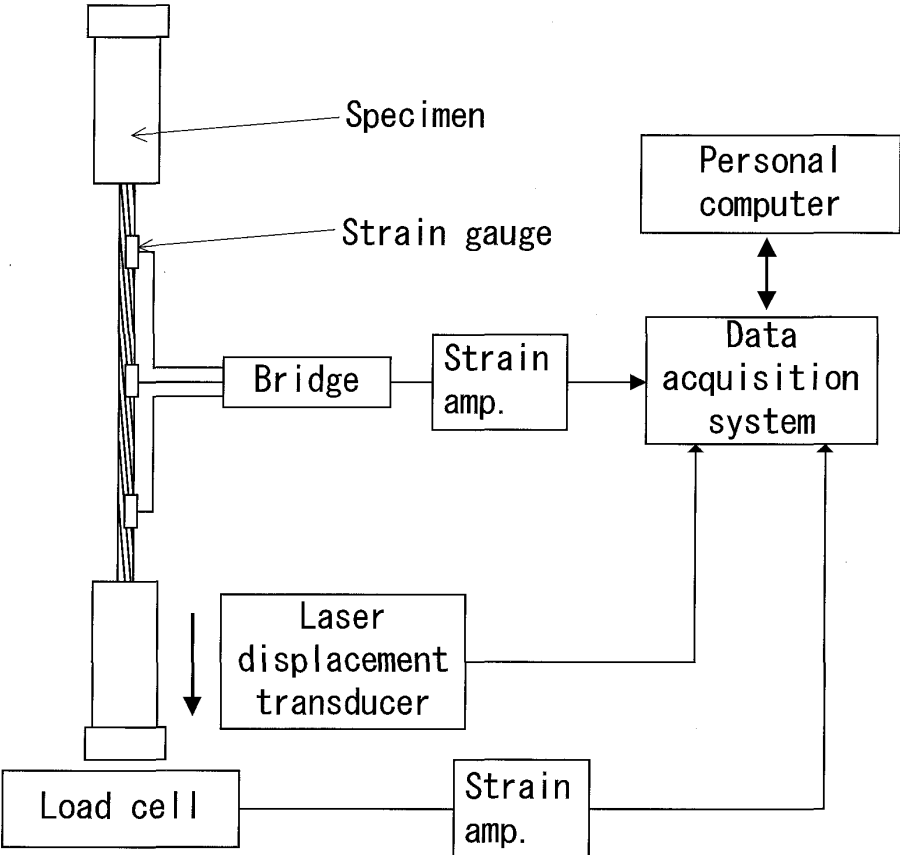 Specimen
Personal
computer
Strain gauge
Data
acquisition
system
Bridge
Strain
amp.
Laser
displacement
transducer
Load cell
Strain
amp.